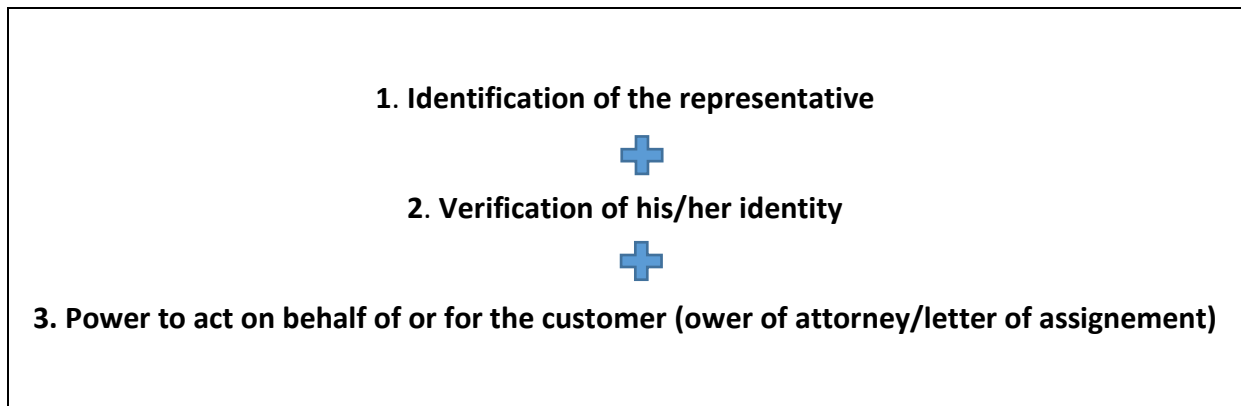 1. Identification of the representative
2. Verification of his/her identity
3. Power to act on behalf of or for the customer (ower of attorney/letter of assignement)